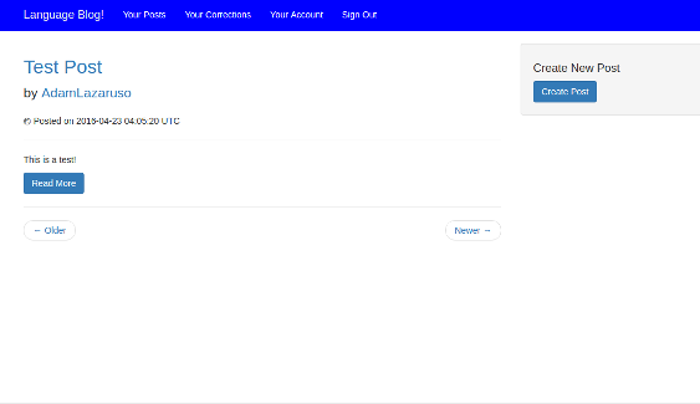 Language Blog! Your Posts Your Corrections Your Account Sign Out
Test Post
by AdamLazaruso
Posted on 2016-04-23 04:05:20 UTC
This is a test!
Read More
← Older Newer →
Create New Post
Create Post